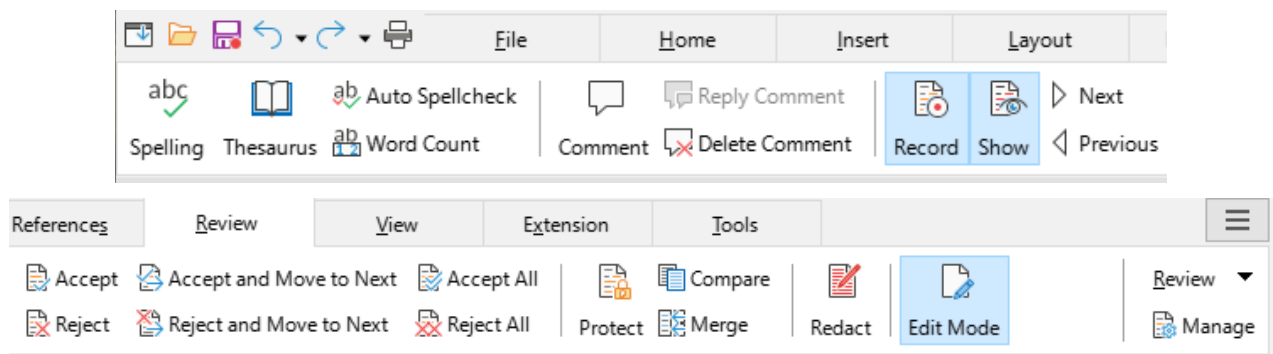 File Home Insert Layout
abc ab Auto Spellcheck Reply Comment Next
Spelling Thesaurus ab 12 Word Count Comment Delete Comment Record Show Previous
References Review View Extension Tools
Accept Accept and Move to Next Accept All Compare Review
Reject Reject and Move to Next Reject All Protect Merge Redact Edit Mode Manage